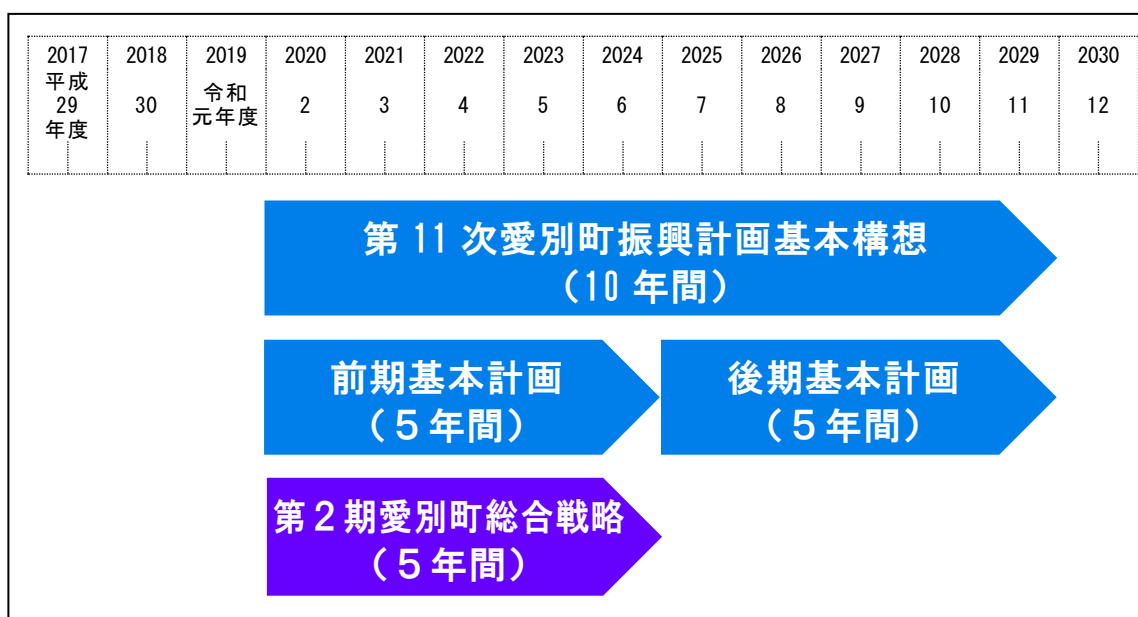 2017 2018 2019 2020 2021 2022 2023 2024 2025 2026 2027 2028 2029 2030
平成
29
年度
30
令和
元年度
2 3 4 5 6 7 8 9 10 11 12
第11次愛別町振興計画基本構想
（10年間）
前期基本計画
（５年間）
後期基本計画
（５年間）
第２期愛別町総合戦略
（５年間）